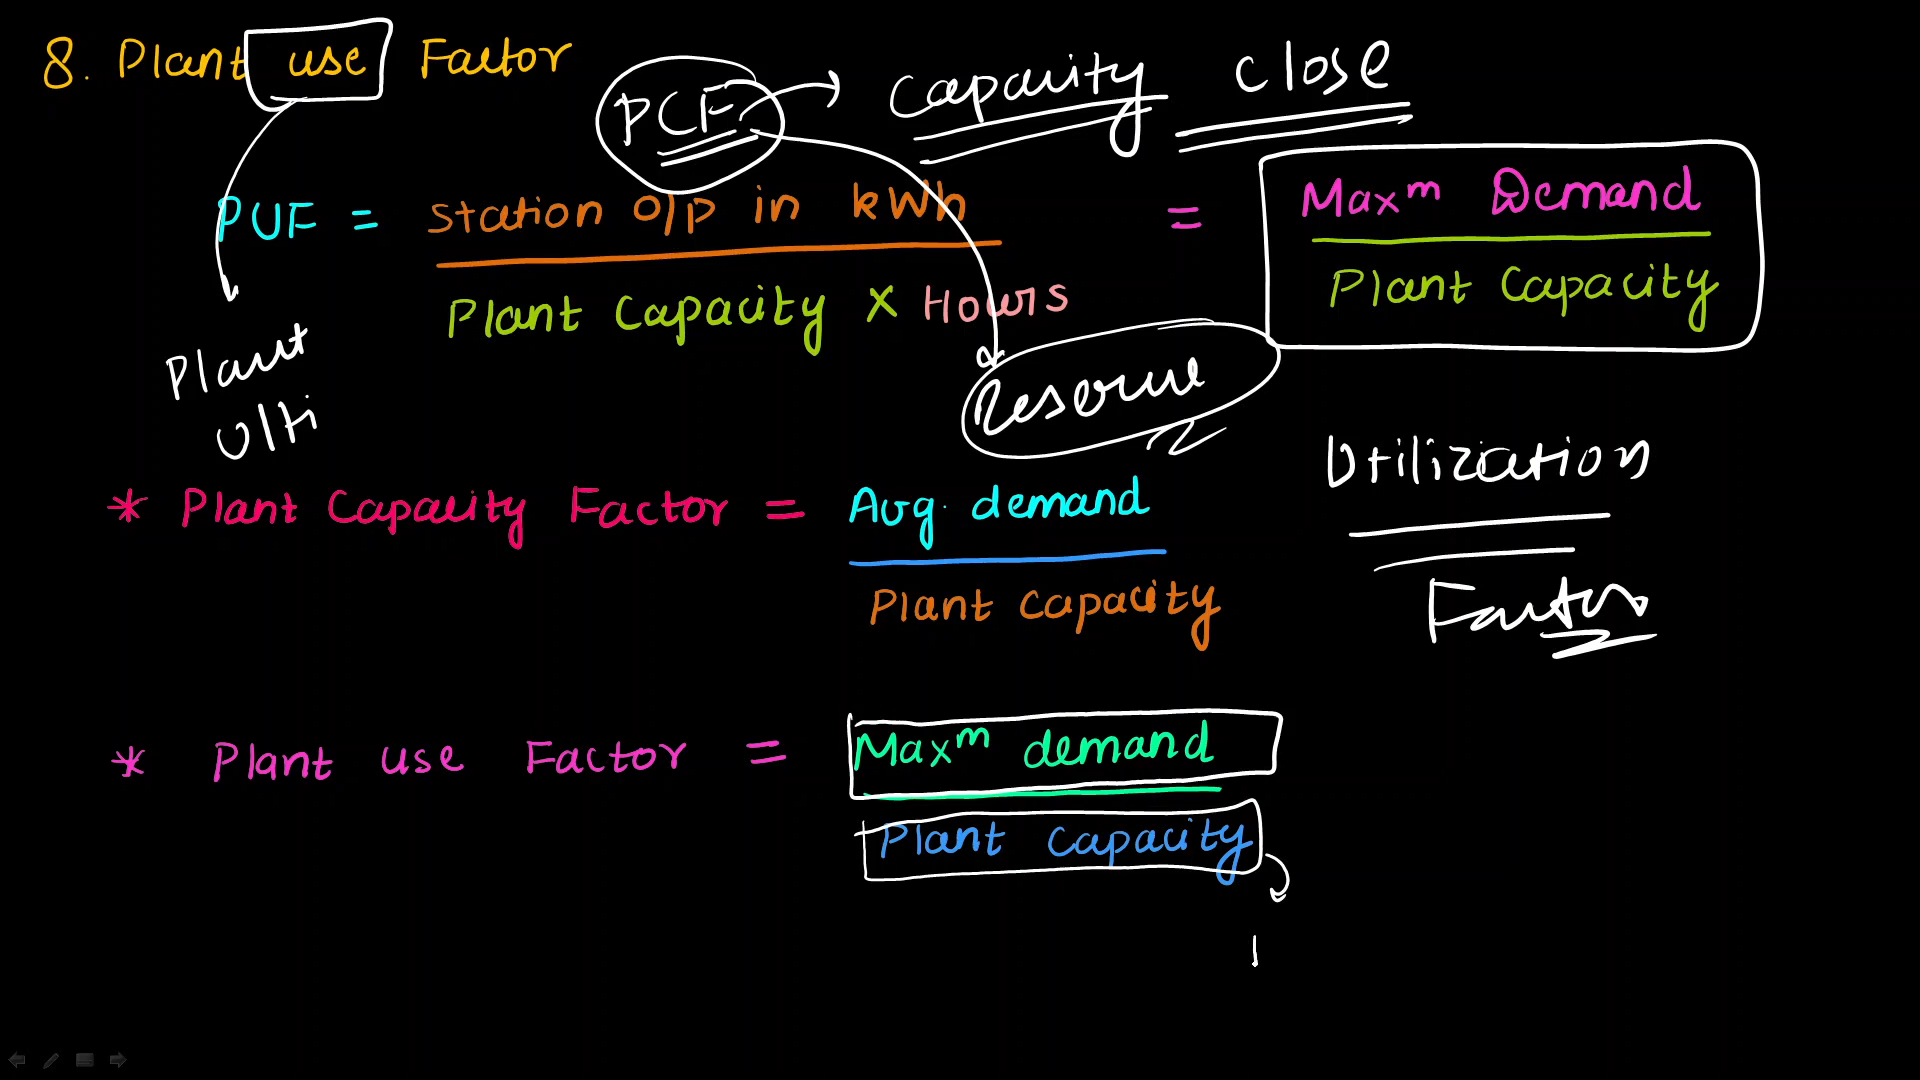 8. Plant use Factor
PCF → Capacity close
PUF = Station O/P in kWh / Plant Capacity x Hours = Maxᵐ Demand / Plant Capacity
Reserve
Plant
Utilization
Factor
* Plant Capacity Factor = Avg. demand / Plant Capacity
* Plant use Factor = Maxᵐ demand / Plant Capacity